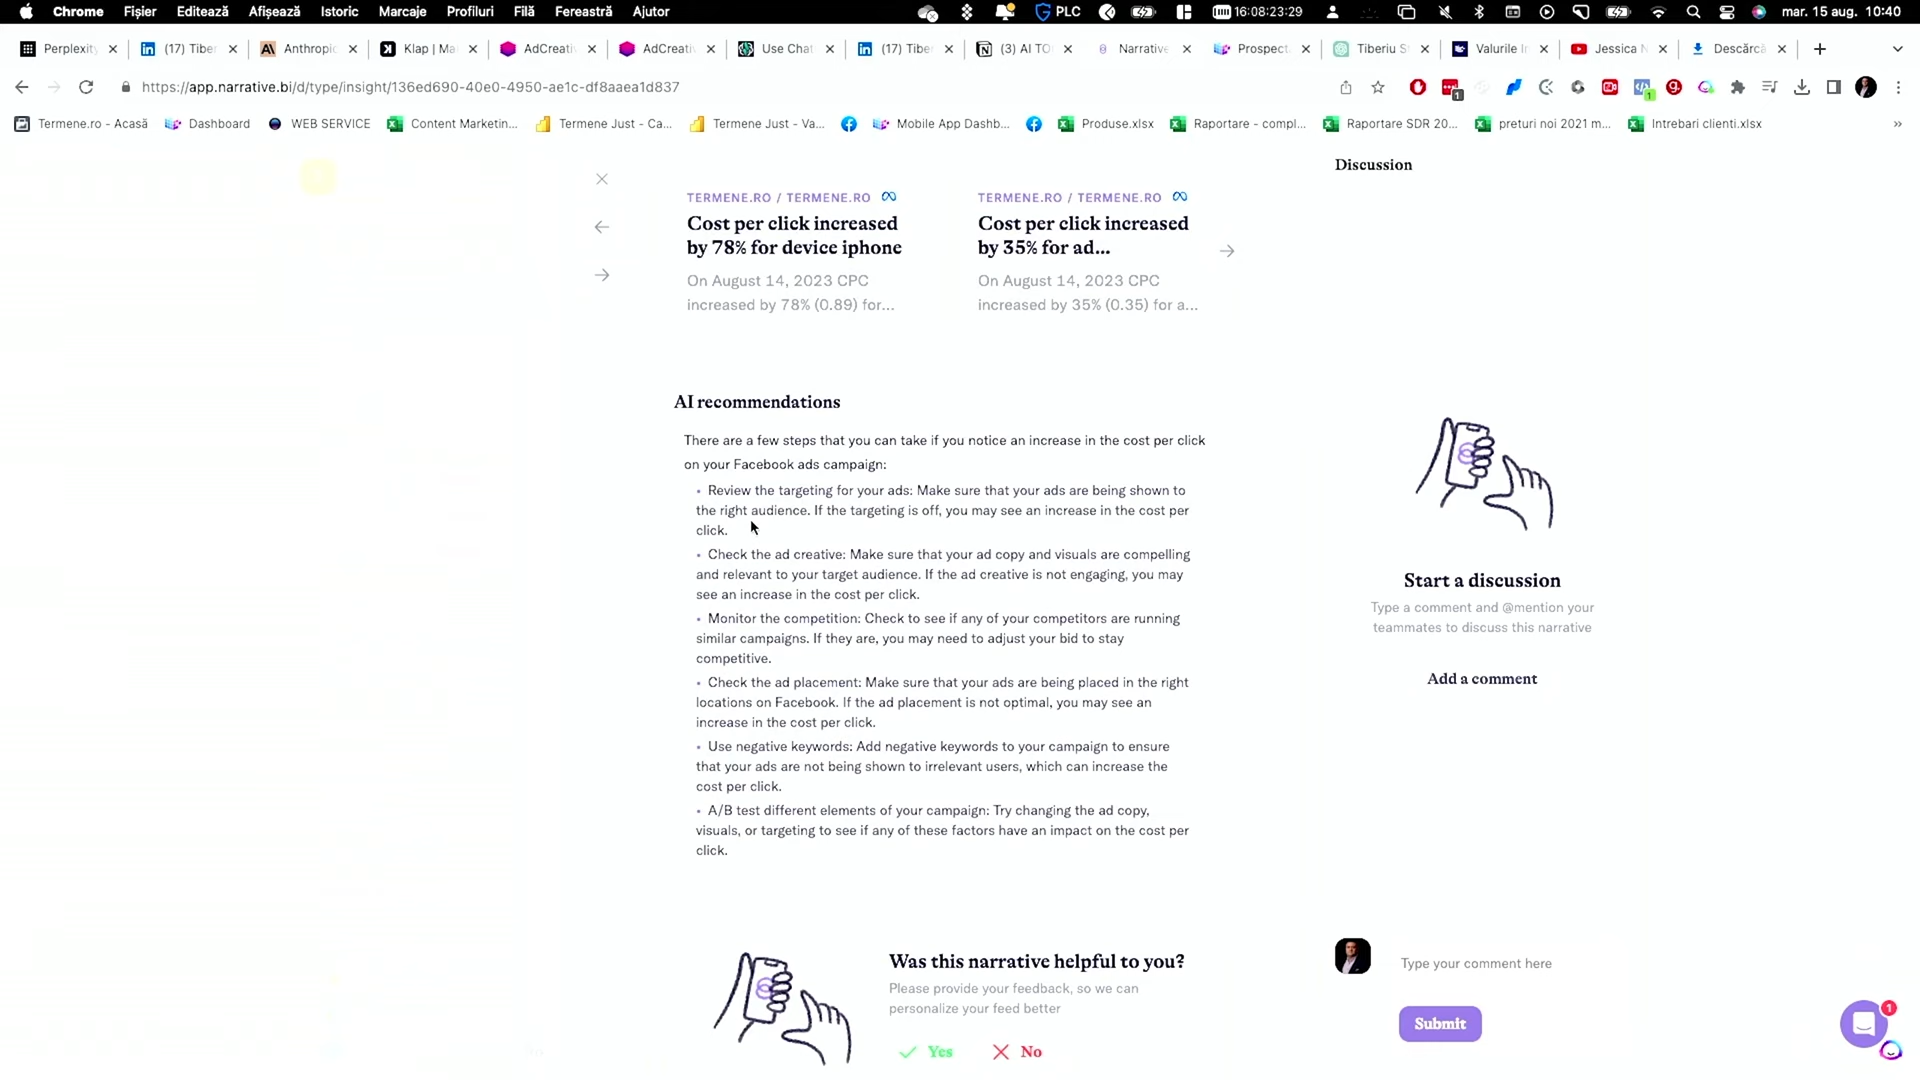 Chrome Fișier Editează Afișează Istoric Marcaje Profiluri Filă Fereastră Ajutor PLC 16:08:23:29 mar. 15 aug. 10:40
Perplexity (17) Tiber Anthropic Klap | Ma AdCreativ AdCreativ Use Chat (17) Tiber (3) AI TO Narrative Prospect Tiberiu S Valurile În Jessica N Descărcă
https://app.narrative.bi/d/type/insight/136ed690-40e0-4950-ae1c-df8aaea1d837
Termene.ro - Acasă Dashboard WEB SERVICE Content Marketin... Termene Just - Ca... Termene Just - Va... Mobile App Dashb... Produse.xlsx Raportare - compl... Raportare SDR 20... preturi noi 2021 m... Intrebari clienti.xlsx »
Discussion
TERMENE.RO / TERMENE.RO
Cost per click increased
by 78% for device iphone
On August 14, 2023 CPC
increased by 78% (0.89) for...
TERMENE.RO / TERMENE.RO
Cost per click increased
by 35% for ad...
On August 14, 2023 CPC
increased by 35% (0.35) for a...
AI recommendations
There are a few steps that you can take if you notice an increase in the cost per click
on your Facebook ads campaign:
• Review the targeting for your ads: Make sure that your ads are being shown to
the right audience. If the targeting is off, you may see an increase in the cost per
click.
• Check the ad creative: Make sure that your ad copy and visuals are compelling
and relevant to your target audience. If the ad creative is not engaging, you may
see an increase in the cost per click.
• Monitor the competition: Check to see if any of your competitors are running
similar campaigns. If they are, you may need to adjust your bid to stay
competitive.
• Check the ad placement: Make sure that your ads are being placed in the right
locations on Facebook. If the ad placement is not optimal, you may see an
increase in the cost per click.
• Use negative keywords: Add negative keywords to your campaign to ensure
that your ads are not being shown to irrelevant users, which can increase the
cost per click.
• A/B test different elements of your campaign: Try changing the ad copy,
visuals, or targeting to see if any of these factors have an impact on the cost per
click.
Start a discussion
Type a comment and @mention your
teammates to discuss this narrative
Add a comment
Was this narrative helpful to you?
Please provide your feedback, so we can
personalize your feed better
Yes No
Type your comment here
Submit
1